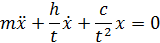 mẍ + h/t ẋ + c/t² x = 0